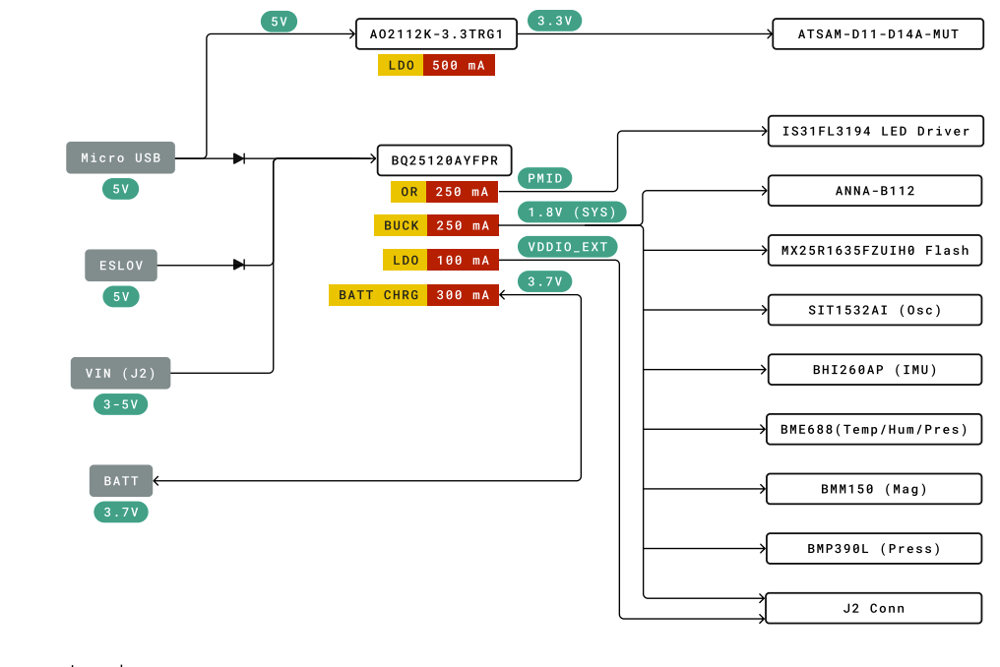 5V
3.3V
AO2112K-3.3TRG1
ATSAM-D11-D14A-MUT
LDO 500 mA
IS31FL3194 LED Driver
Micro USB
BQ25120AYFPR
5V
PMID
OR 250 mA
ANNA-B112
1.8V (SYS)
BUCK 250 mA
VDDIO_EXT
MX25R1635FZUIH0 Flash
ESLOV
LDO 100 mA
5V
3.7V
BATT CHRG 300 mA
SIT1532AI (Osc)
VIN (J2)
BHI260AP (IMU)
3-5V
BME688(Temp/Hum/Pres)
BATT
BMM150 (Mag)
3.7V
BMP390L (Press)
J2 Conn